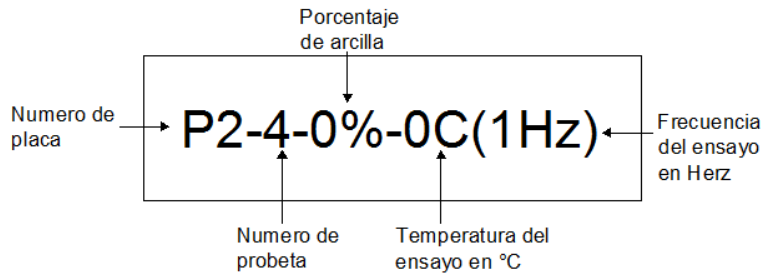 Porcentaje
de arcilla
Numero de
placa
P2-4-0%-0C(1Hz)
Frecuencia
del ensayo
en Herz
Numero de
probeta
Temperatura del
ensayo en °C